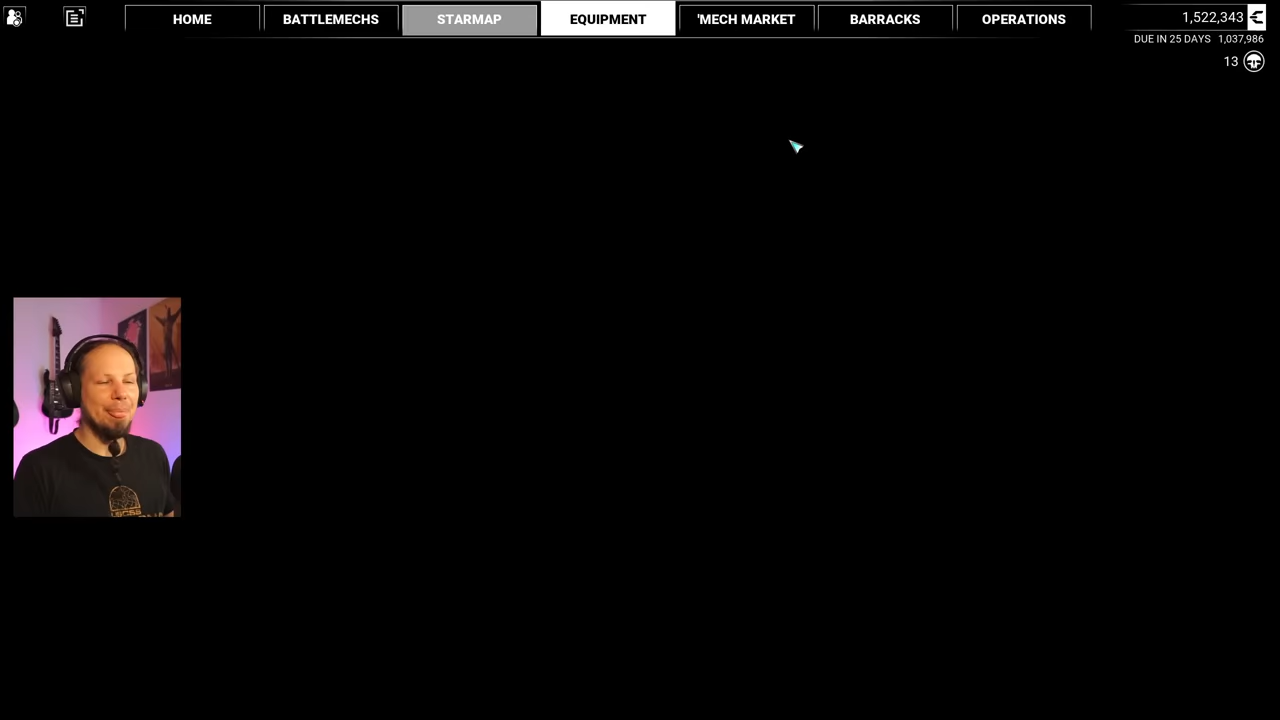 HOME
BATTLEMECHS
STARMAP
EQUIPMENT
'MECH MARKET
BARRACKS
OPERATIONS
1,522,343
DUE IN 25 DAYS 1,037,986
13